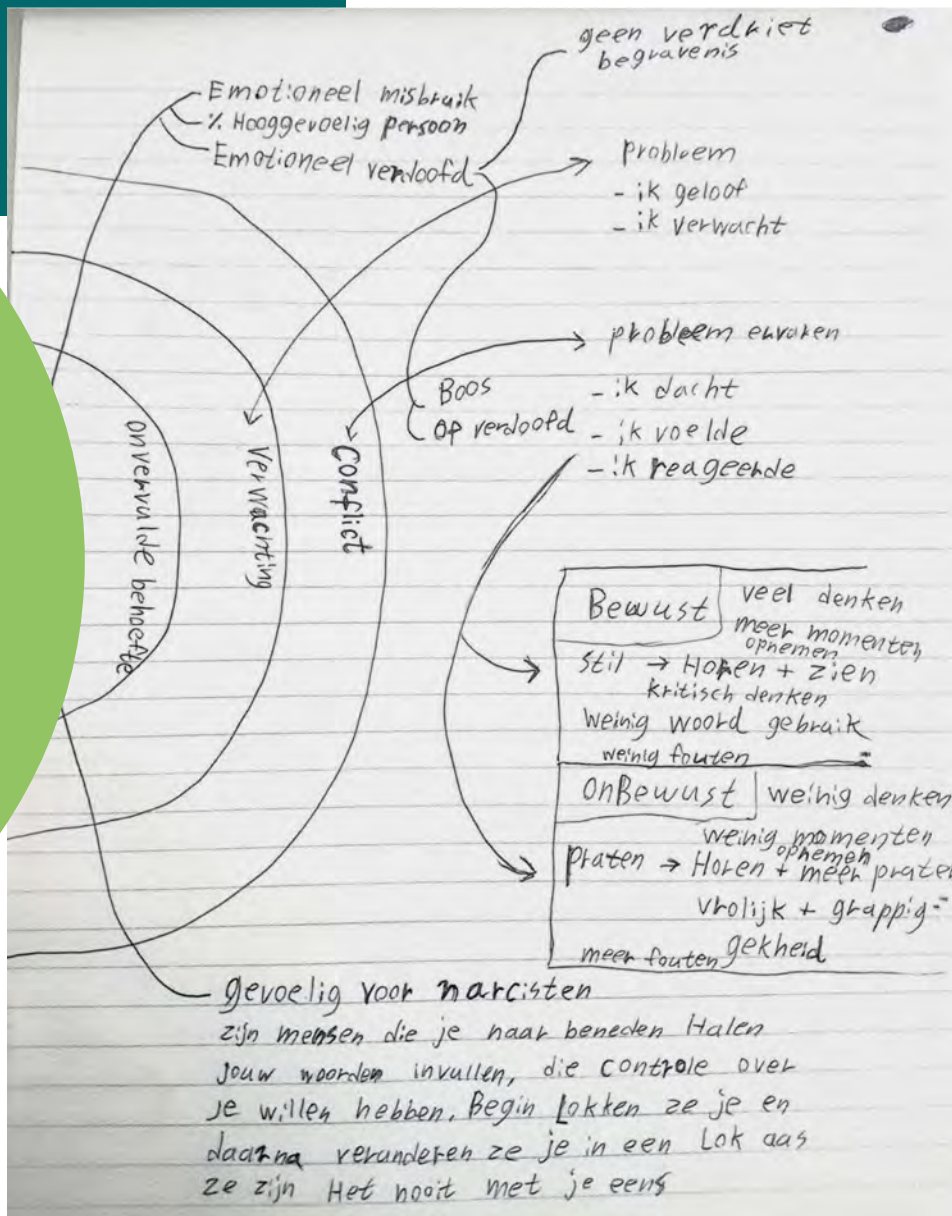 geen verdriet
begravenis
Emotioneel misbruik
% Hooggevoelig persoon
Emotioneel verdoofd
probleem
- ik geloof
- ik verwacht
probleem ervaren
Boos
op verdoofd
- ik dacht
- ik voelde
- ik reageerde
onvervulde behoefte
Verwachting
Conflict
Bewust
veel denken
meer momenten
opnemen
stil → Horen + zien
kritisch denken
weinig woord gebruik
weinig fouten
onBewust
weinig denken
weinig momenten
opnemen
praten → Horen + meer praten
vrolijk + grappig
meer fouten gekheid
gevoelig voor narcisten
zijn mensen die je naar beneden Halen
jouw woorden invullen, die controle over
je willen hebben. Begin Lokken ze je en
daarna veranderen ze je in een Lok aas
ze zijn Het nooit met je eens